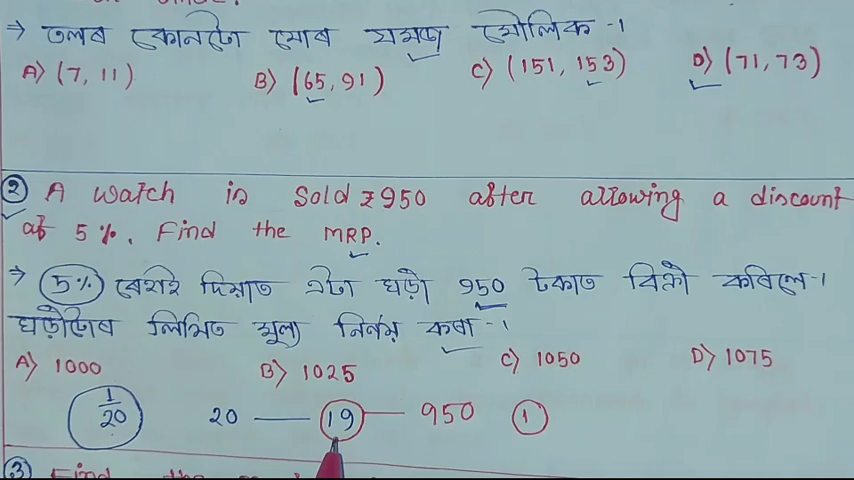 ⇒ তলৰ কোনটো যোৰ যমজ মৌলিক -।
A) (7, 11) B) (65, 91) C) (151, 153) D) (71, 73)
② A watch is Sold ₹950 after allowing a discount
of 5%. Find the MRP.
⇒ 5% ৰেহাই দিয়াত এটা ঘড়ী 950 টকাত বিক্ৰী কৰিলে-।
ঘড়ীটোৰ লিখিত মূল্য নিৰ্ণয় কৰা -।
A) 1000 B) 1025 C) 1050 D) 1075
1/20 20 — 19 — 950 ①
③ Find the